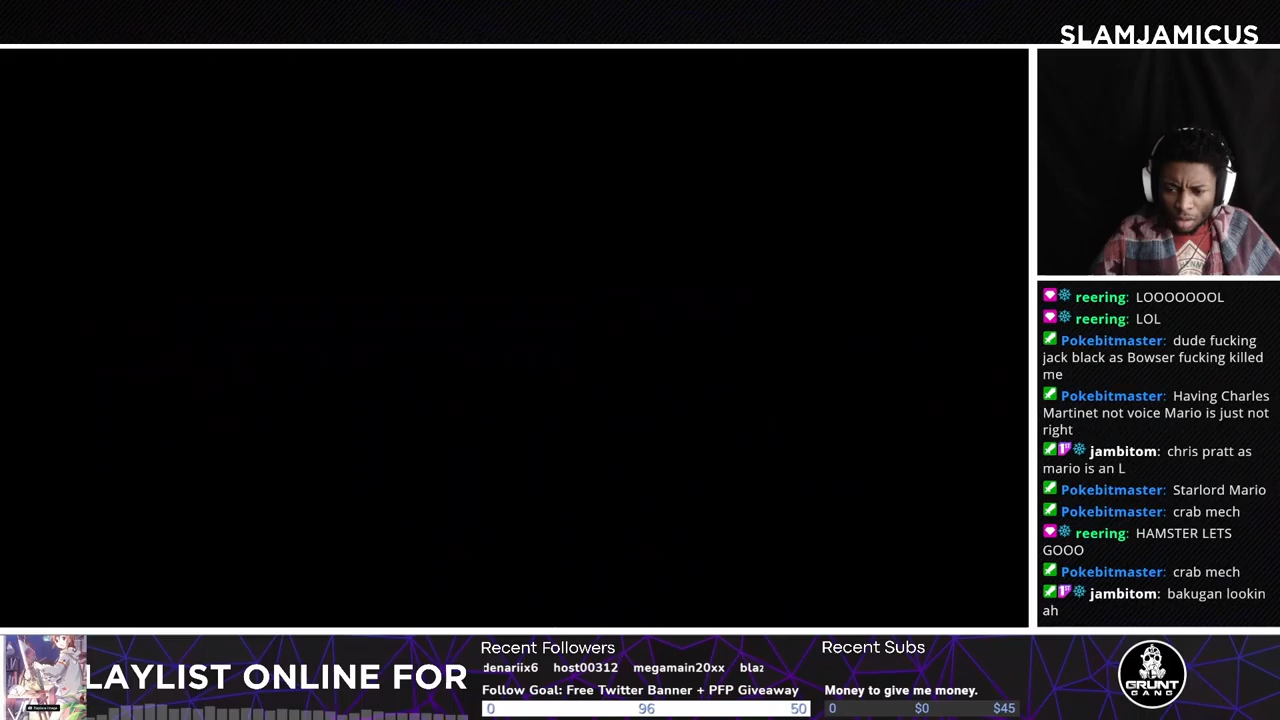 SLAMJAMICUS
reering: LOOOOOOOL
reering: LOL
Pokebitmaster: dude fucking
jack black as Bowser fucking killed
me
Pokebitmaster: Having Charles
Martinet not voice Mario is just not
right
jambitom: chris pratt as
mario is an L
Pokebitmaster: Starlord Mario
Pokebitmaster: crab mech
reering: HAMSTER LETS
GOOO
Pokebitmaster: crab mech
jambitom: bakugan lookin
ah
LAYLIST ONLINE FOR
Recent Followers
denariix6 host00312 megamain20xx blaz
Follow Goal: Free Twitter Banner + PFP Giveaway
0 96 50
Recent Subs
Money to give me money.
0 $0 $45
GRUNT
GANG